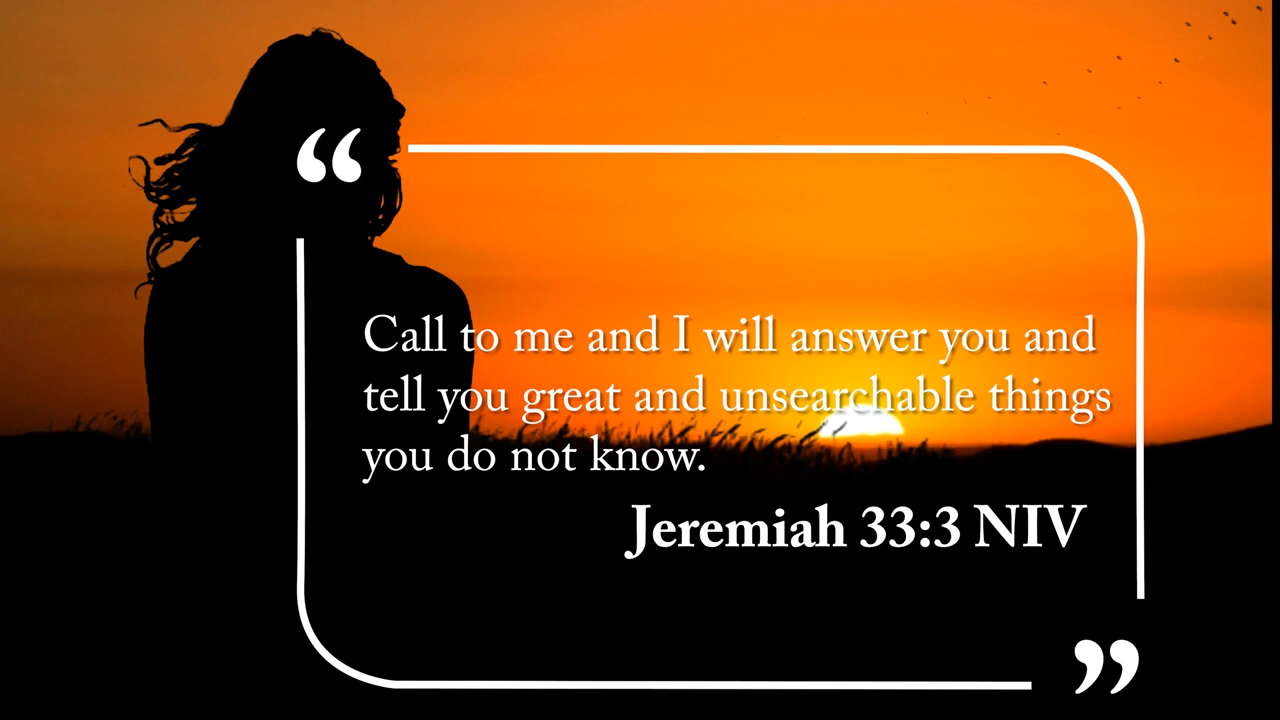 “
Call to me and I will answer you and
tell you great and unsearchable things
you do not know.
Jeremiah 33:3 NIV
”